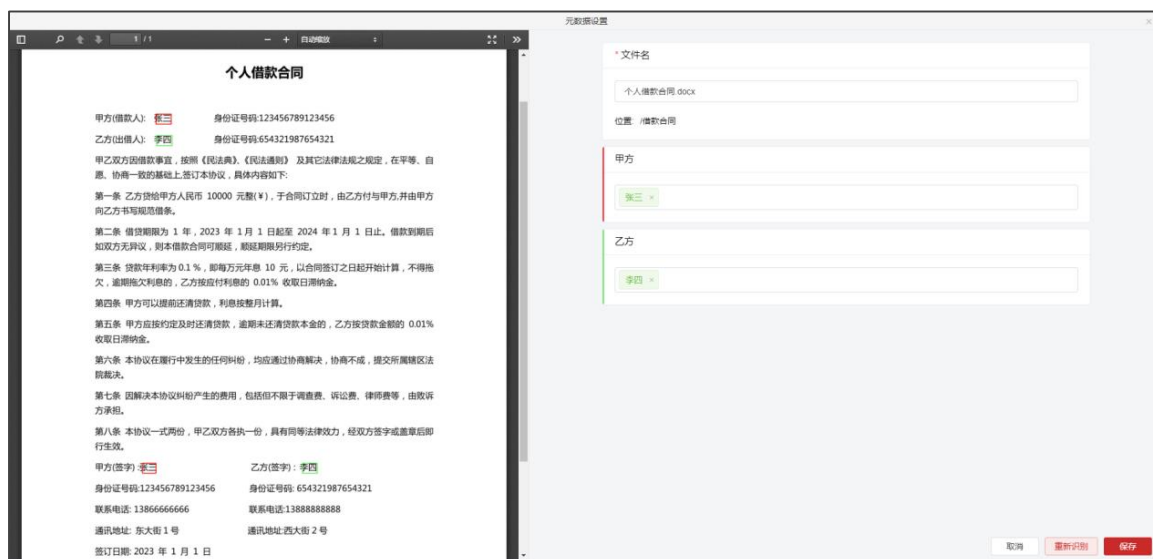 元数据设置
×
1 / 1
自动缩放
个人借款合同
甲方(借款人): 张三 身份证号码:123456789123456
乙方(出借人): 李四 身份证号码:654321987654321
甲乙双方因借款事宜，按照《民法典》、《民法通则》 及其它法律法规之规定，在平等、自
愿、协商一致的基础上,签订本协议，具体内容如下:
第一条 乙方贷给甲方人民币 10000 元整(¥)，于合同订立时，由乙方付与甲方,并由甲方
向乙方书写规范借条。
第二条 借贷期限为 1 年，2023 年 1 月 1 日起至 2024 年 1 月 1 日止。借款到期后
如双方无异议，则本借款合同可顺延，顺延期限另行约定。
第三条 贷款年利率为 0.1 %，即每万元年息 10 元，以合同签订之日起开始计算，不得拖
欠，逾期拖欠利息的，乙方按应付利息的 0.01% 收取日滞纳金。
第四条 甲方可以提前还清贷款，利息按整月计算。
第五条 甲方应按约定及时还清贷款，逾期未还清贷款本金的，乙方按贷款金额的 0.01%
收取日滞纳金。
第六条 本协议在履行中发生的任何纠纷，均应通过协商解决，协商不成，提交所属辖区法
院裁决。
第七条 因解决本协议纠纷产生的费用，包括但不限于调查费、诉讼费、律师费等，由败诉
方承担。
第八条 本协议一式两份，甲乙双方各执一份，具有同等法律效力，经双方签字或盖章后即
行生效。
甲方(签字) :张三 乙方(签字)：李四
身份证号码:123456789123456 身份证号码: 654321987654321
联系电话: 13866666666 联系电话:13888888888
通讯地址: 东大街 1 号 通讯地址:西大街 2 号
签订日期: 2023 年 1 月 1 日
* 文件名
个人借款合同.docx
位置: /借款合同
甲方
张三 ×
乙方
李四 ×
取消 重新识别 保存